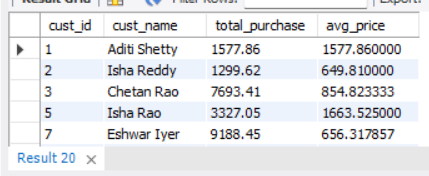 Result Grid Filter Rows: Export:
cust_id cust_name total_purchase avg_price
1 Aditi Shetty 1577.86 1577.860000
2 Isha Reddy 1299.62 649.810000
3 Chetan Rao 7693.41 854.823333
5 Isha Rao 3327.05 1663.525000
7 Eshwar Iyer 9188.45 656.317857
Result 20 ×